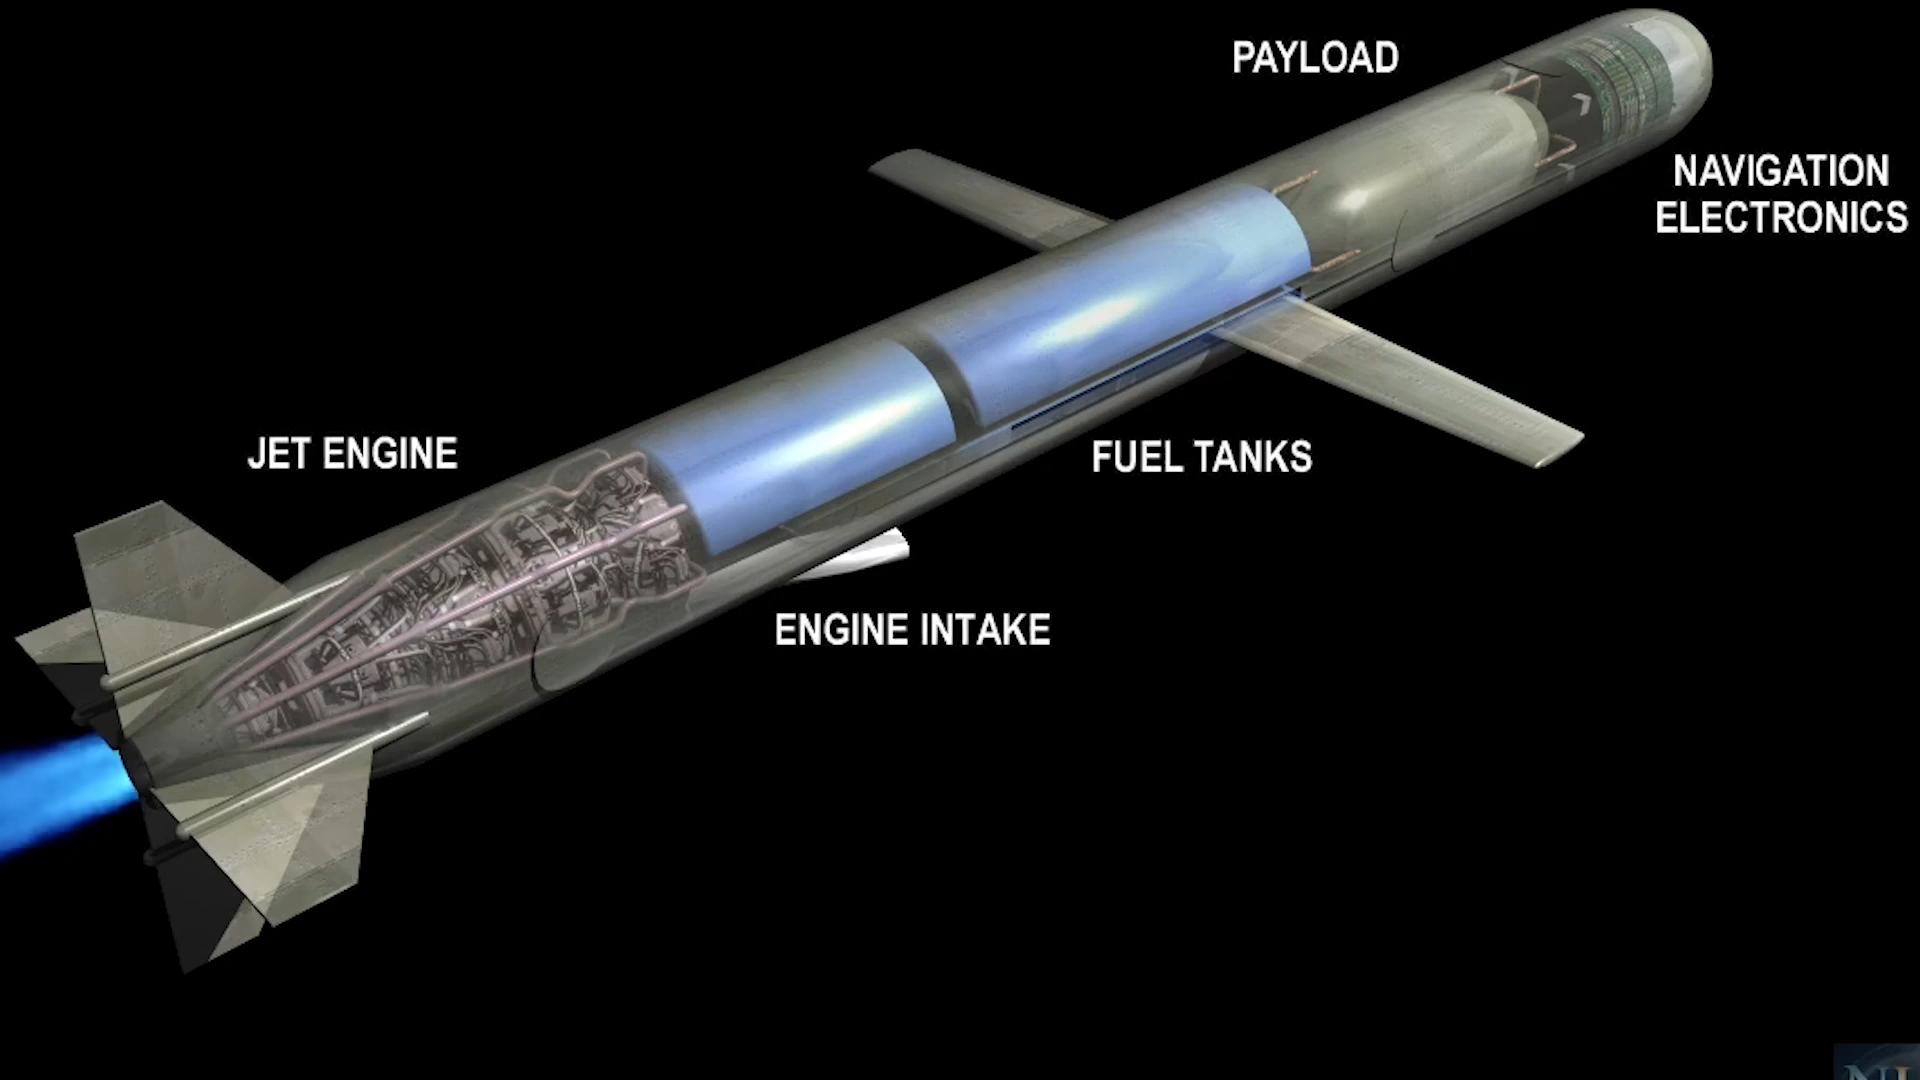 PAYLOAD
NAVIGATION
ELECTRONICS
JET ENGINE
FUEL TANKS
ENGINE INTAKE